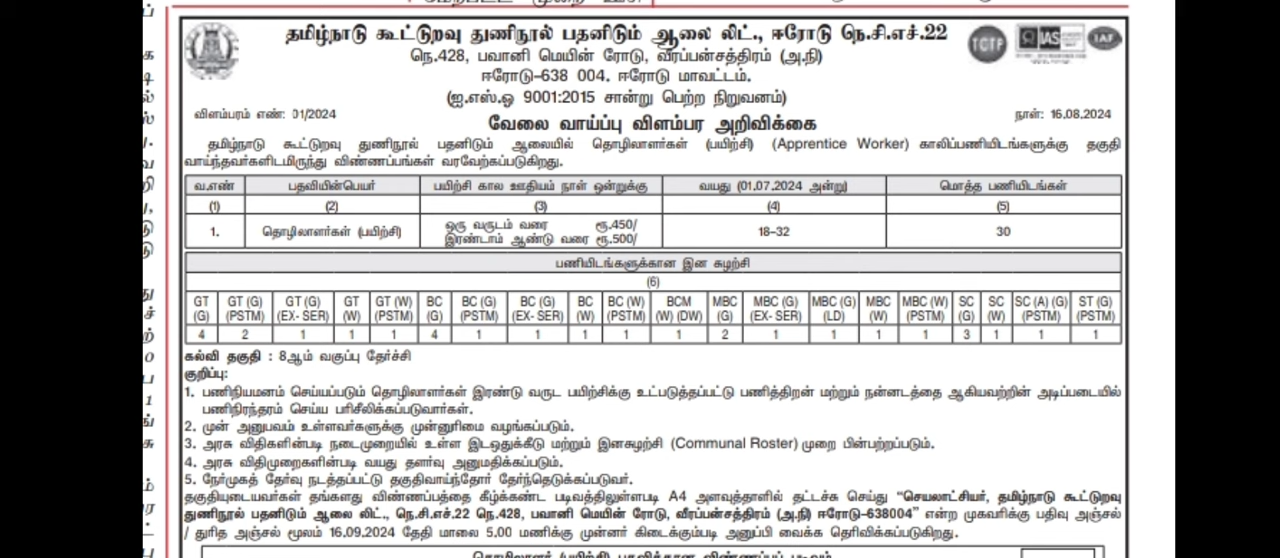 தமிழ்நாடு கூட்டுறவு துணிநூல் பதனிடும் ஆலை லிட்., ஈரோடு நெ.சி.எச்.22
நெ.428, பவானி மெயின் ரோடு, வீரப்பன்சத்திரம் (அ.நி)
ஈரோடு-638 004. ஈரோடு மாவட்டம்.
(ஐ.எஸ்.ஓ 9001:2015 சான்று பெற்ற நிறுவனம்)
விளம்பரம் எண்: 01/2024
நாள்: 16.08.2024
வேலை வாய்ப்பு விளம்பர அறிவிக்கை
TCTP
IAS
IAF
தமிழ்நாடு கூட்டுறவு துணிநூல் பதனிடும் ஆலையில் தொழிலாளர்கள் (பயிற்சி) (Apprentice Worker) காலிப்பணியிடங்களுக்கு தகுதி
வாய்ந்தவர்களிடமிருந்து விண்ணப்பங்கள் வரவேற்கப்படுகிறது.
வ.எண் பதவியின்பெயர் பயிற்சி கால ஊதியம் நாள் ஒன்றுக்கு வயது (01.07.2024 அன்று) மொத்த பணியிடங்கள்
(1) (2) (3) (4) (5)
1. தொழிலாளர்கள் (பயிற்சி) ஒரு வருடம் வரை ரூ.450/ 18-32 30
இரண்டாம் ஆண்டு வரை ரூ.500/
பணியிடங்களுக்கான இன சுழற்சி
(6)
GT GT (G) GT (G) GT GT (W) BC BC (G) BC (G) BC BC (W) BCM MBC MBC (G) MBC (G) MBC MBC (W) SC SC SC (A) (G) ST (G)
(G) (PSTM) (EX- SER) (W) (PSTM) (G) (PSTM) (EX- SER) (W) (PSTM) (W) (DW) (G) (EX- SER) (LD) (W) (PSTM) (G) (W) (PSTM) (PSTM)
4 2 1 1 1 4 1 1 1 1 1 2 1 1 1 1 3 1 1 1
கல்வி தகுதி : 8ஆம் வகுப்பு தேர்ச்சி
குறிப்பு:
1. பணிநியமனம் செய்யப்படும் தொழிலாளர்கள் இரண்டு வருட பயிற்சிக்கு உட்படுத்தப்பட்டு பணித்திறன் மற்றும் நன்னடத்தை ஆகியவற்றின் அடிப்படையில்
பணிநிரந்தரம் செய்ய பரிசீலிக்கப்படுவார்கள்.
2. முன் அனுபவம் உள்ளவர்களுக்கு முன்னுரிமை வழங்கப்படும்.
3. அரசு விதிகளின்படி நடைமுறையில் உள்ள இடஒதுக்கீடு மற்றும் இனசுழற்சி (Communal Roster) முறை பின்பற்றப்படும்.
4. அரசு விதிமுறைகளின்படி வயது தளர்வு அனுமதிக்கப்படும்.
5. நேர்முகத் தேர்வு நடத்தப்பட்டு தகுதிவாய்ந்தோர் தேர்ந்தெடுக்கப்படுவர்.
தகுதியுடையவர்கள் தங்களது விண்ணப்பத்தை கீழ்க்கண்ட படிவத்திலுள்ளபடி A4 அளவுத்தாளில் தட்டச்சு செய்து “செயலாட்சியர், தமிழ்நாடு கூட்டுறவு
துணிநூல் பதனிடும் ஆலை லிட்., நெ.சி.எச்.22 நெ.428, பவானி மெயின் ரோடு, வீரப்பன்சத்திரம் (அ.நி) ஈரோடு-638004” என்ற முகவரிக்கு பதிவு அஞ்சல்
/ துரித அஞ்சல் மூலம் 16.09.2024 தேதி மாலை 5.00 மணிக்கு முன்னர் கிடைக்கும்படி அனுப்பி வைக்க தெரிவிக்கப்படுகிறது.